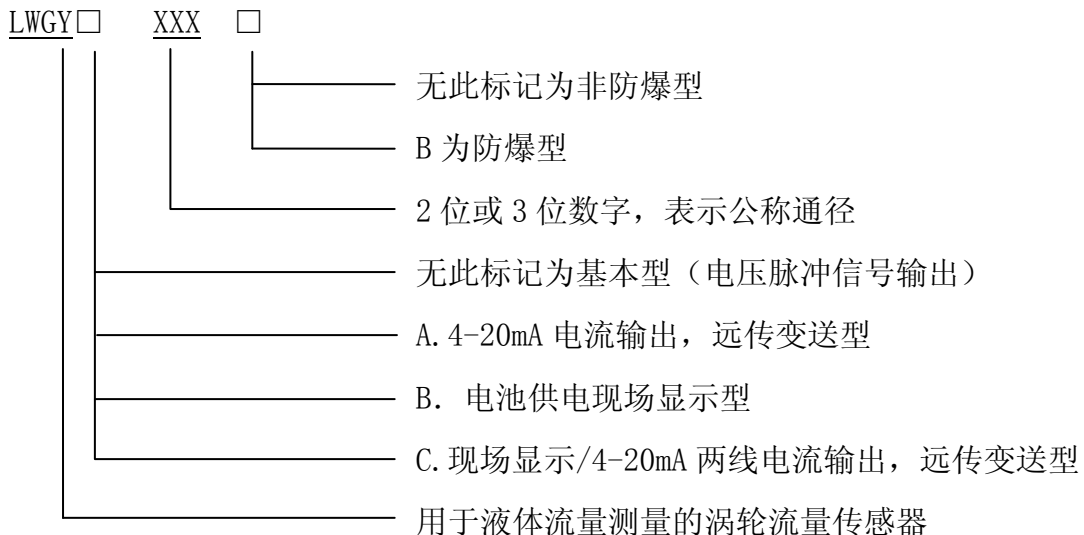 LWGY□ XXX □
无此标记为非防爆型
B 为防爆型
2 位或 3 位数字，表示公称通径
无此标记为基本型（电压脉冲信号输出）
A.4-20mA 电流输出，远传变送型
B. 电池供电现场显示型
C.现场显示/4-20mA 两线电流输出，远传变送型
用于液体流量测量的涡轮流量传感器